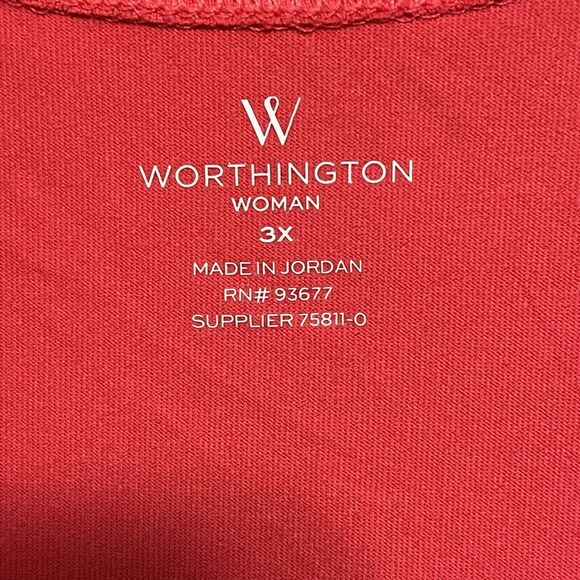 W
WORTHINGTON
WOMAN
3X
MADE IN JORDAN
RN# 93677
SUPPLIER 75811-0